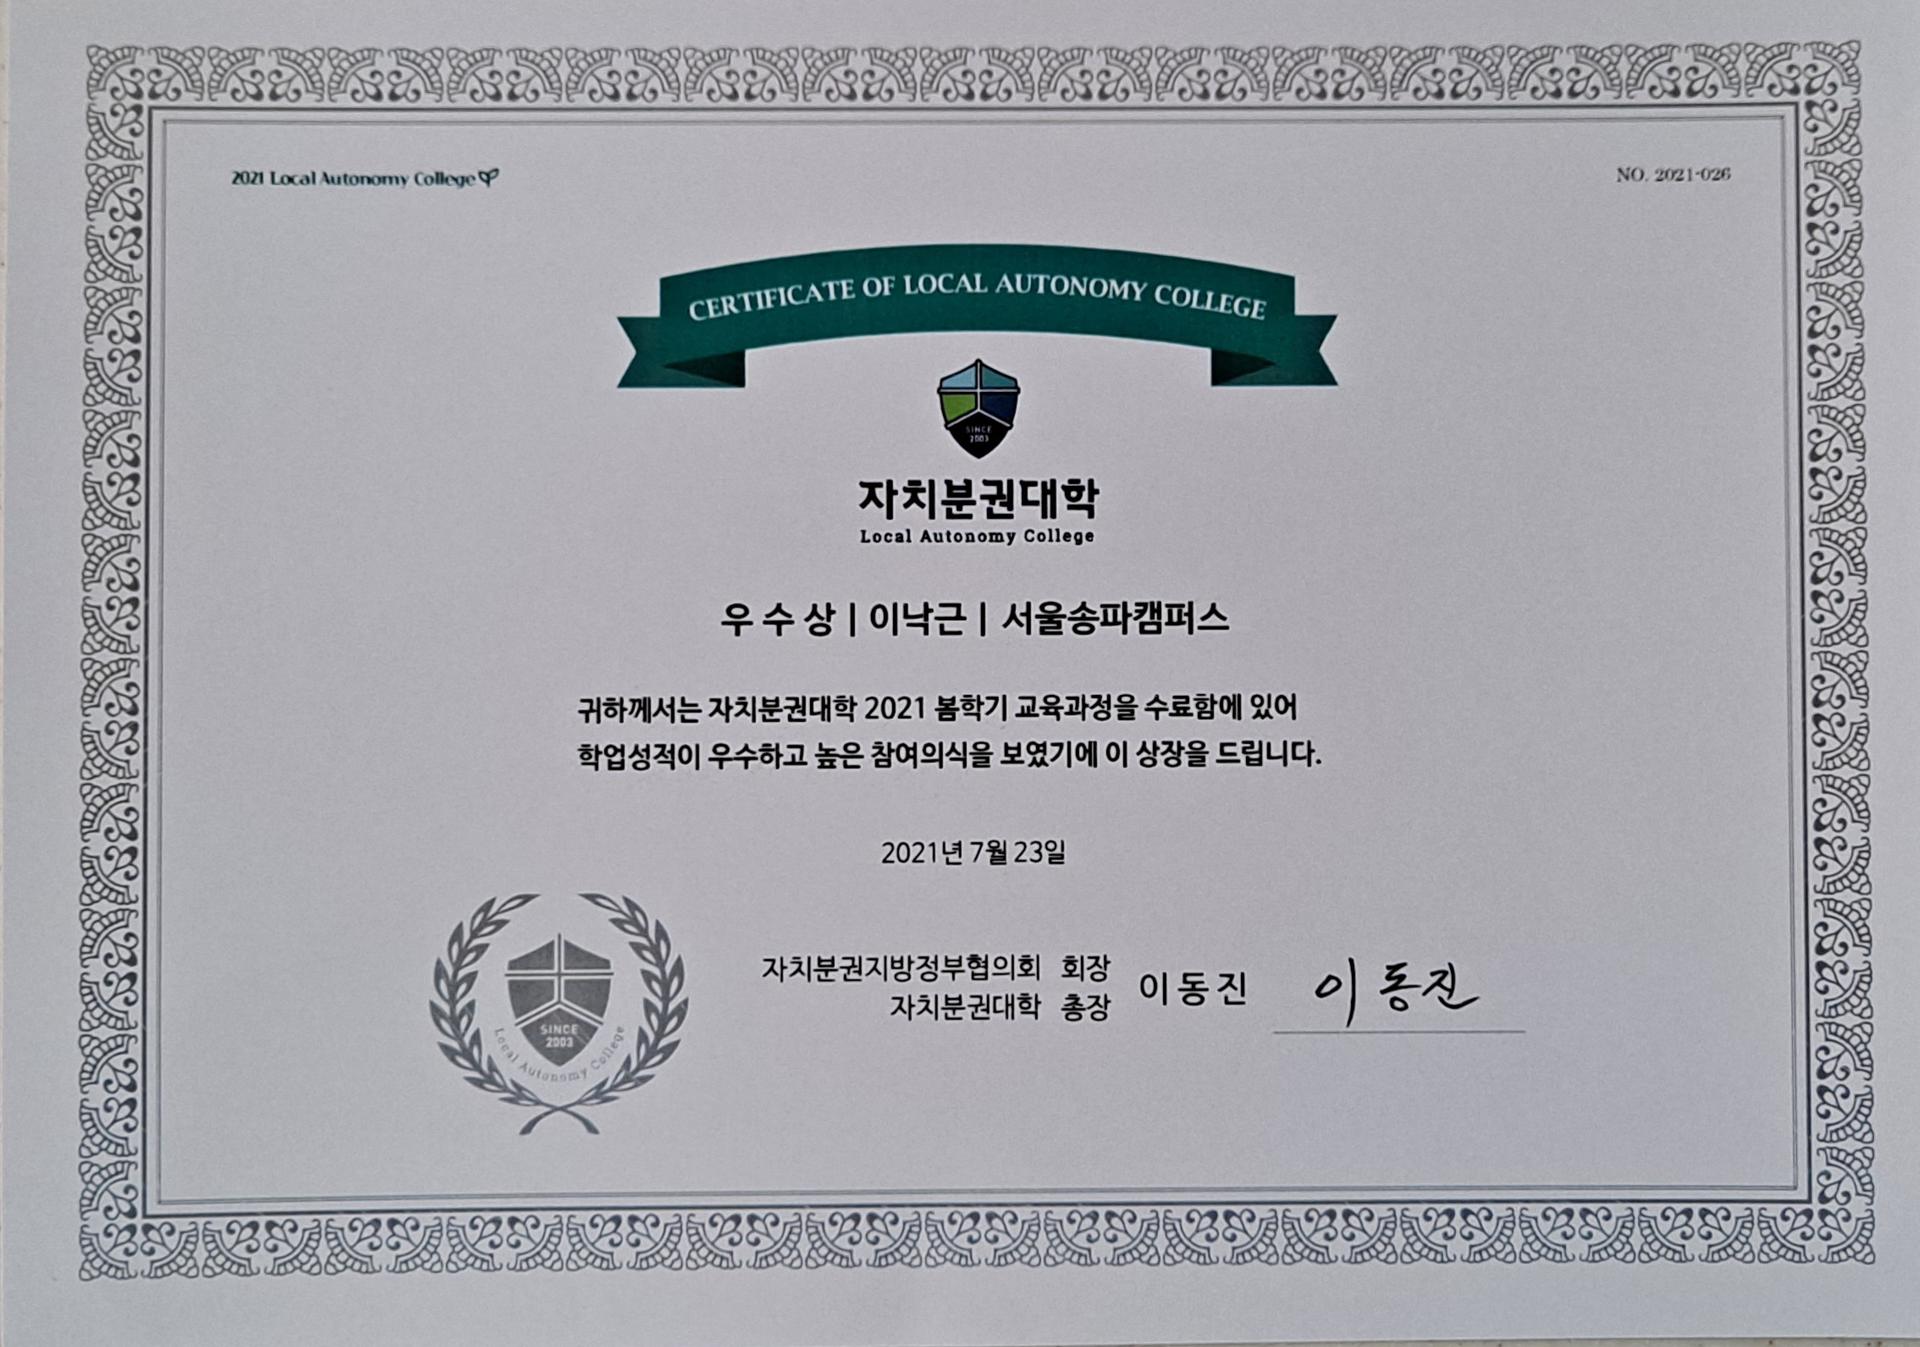 2021 Local Autonomy College
NO. 2021-026
CERTIFICATE OF LOCAL AUTONOMY COLLEGE
SINCE
2003
자치분권대학
Local Autonomy College
우 수 상 | 이낙근 | 서울송파캠퍼스
귀하께서는 자치분권대학 2021 봄학기 교육과정을 수료함에 있어
학업성적이 우수하고 높은 참여의식을 보였기에 이 상장을 드립니다.
2021년 7월 23일
자치분권지방정부협의회 회장
자치분권대학 총장
이동진
이동진
SINCE
2003
Local Autonomy College